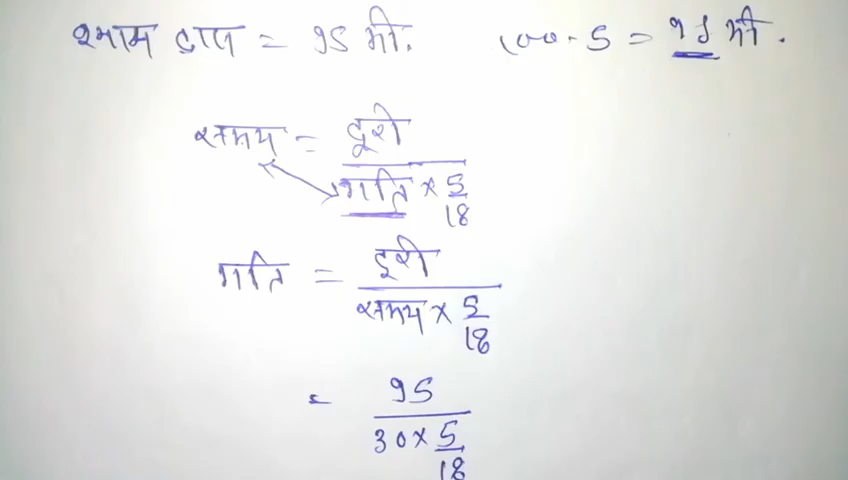 श्याम = 95 मी. 100 - 5 = 95 मी.
समय = दूरी
गति × 5
18
गति = दूरी
समय × 5
18
= 95
30 × 5
18